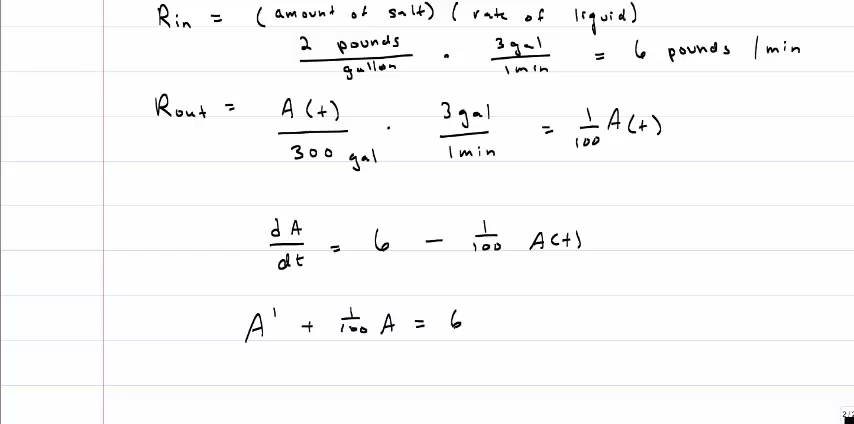 Rin = (amount of salt) (rate of liquid)
2 pounds / gallon · 3 gal / 1 min = 6 pounds / min
Rout = A(t) / 300 gal · 3 gal / 1 min = 1/100 A(t)
dA/dt = 6 - 1/100 A(t)
A' + 1/100 A = 6